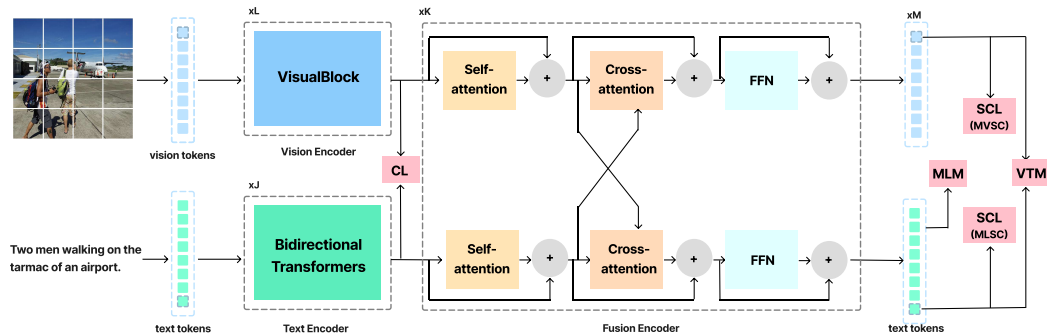 xL
xK
xM
VisualBlock
Self-
attention
+
Cross-
attention
+
FFN
+
SCL
(MVSC)
vision tokens
Vision Encoder
CL
MLM
VTM
xJ
Two men walking on the
tarmac of an airport.
Bidirectional
Transformers
Self-
attention
+
Cross-
attention
+
FFN
+
SCL
(MLSC)
text tokens
Text Encoder
Fusion Encoder
text tokens